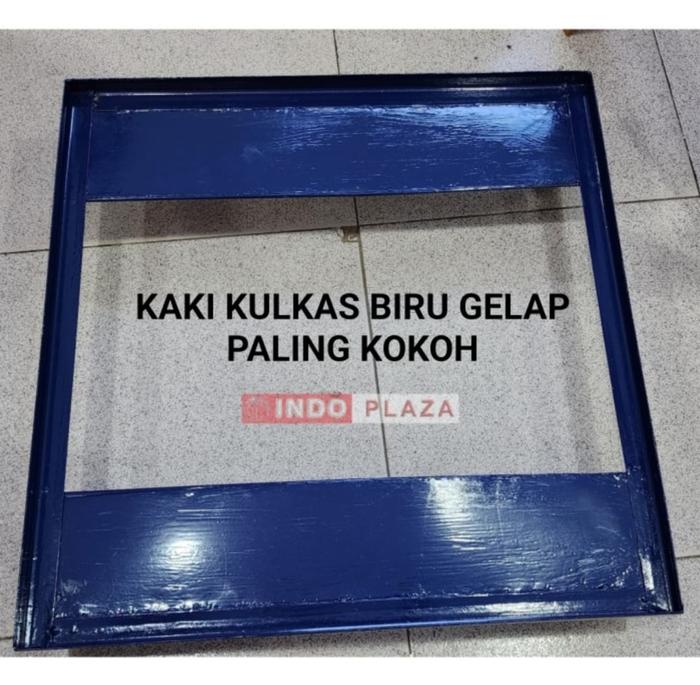 KAKI KULKAS BIRU GELAP
PALING KOKOH
INDO PLAZA